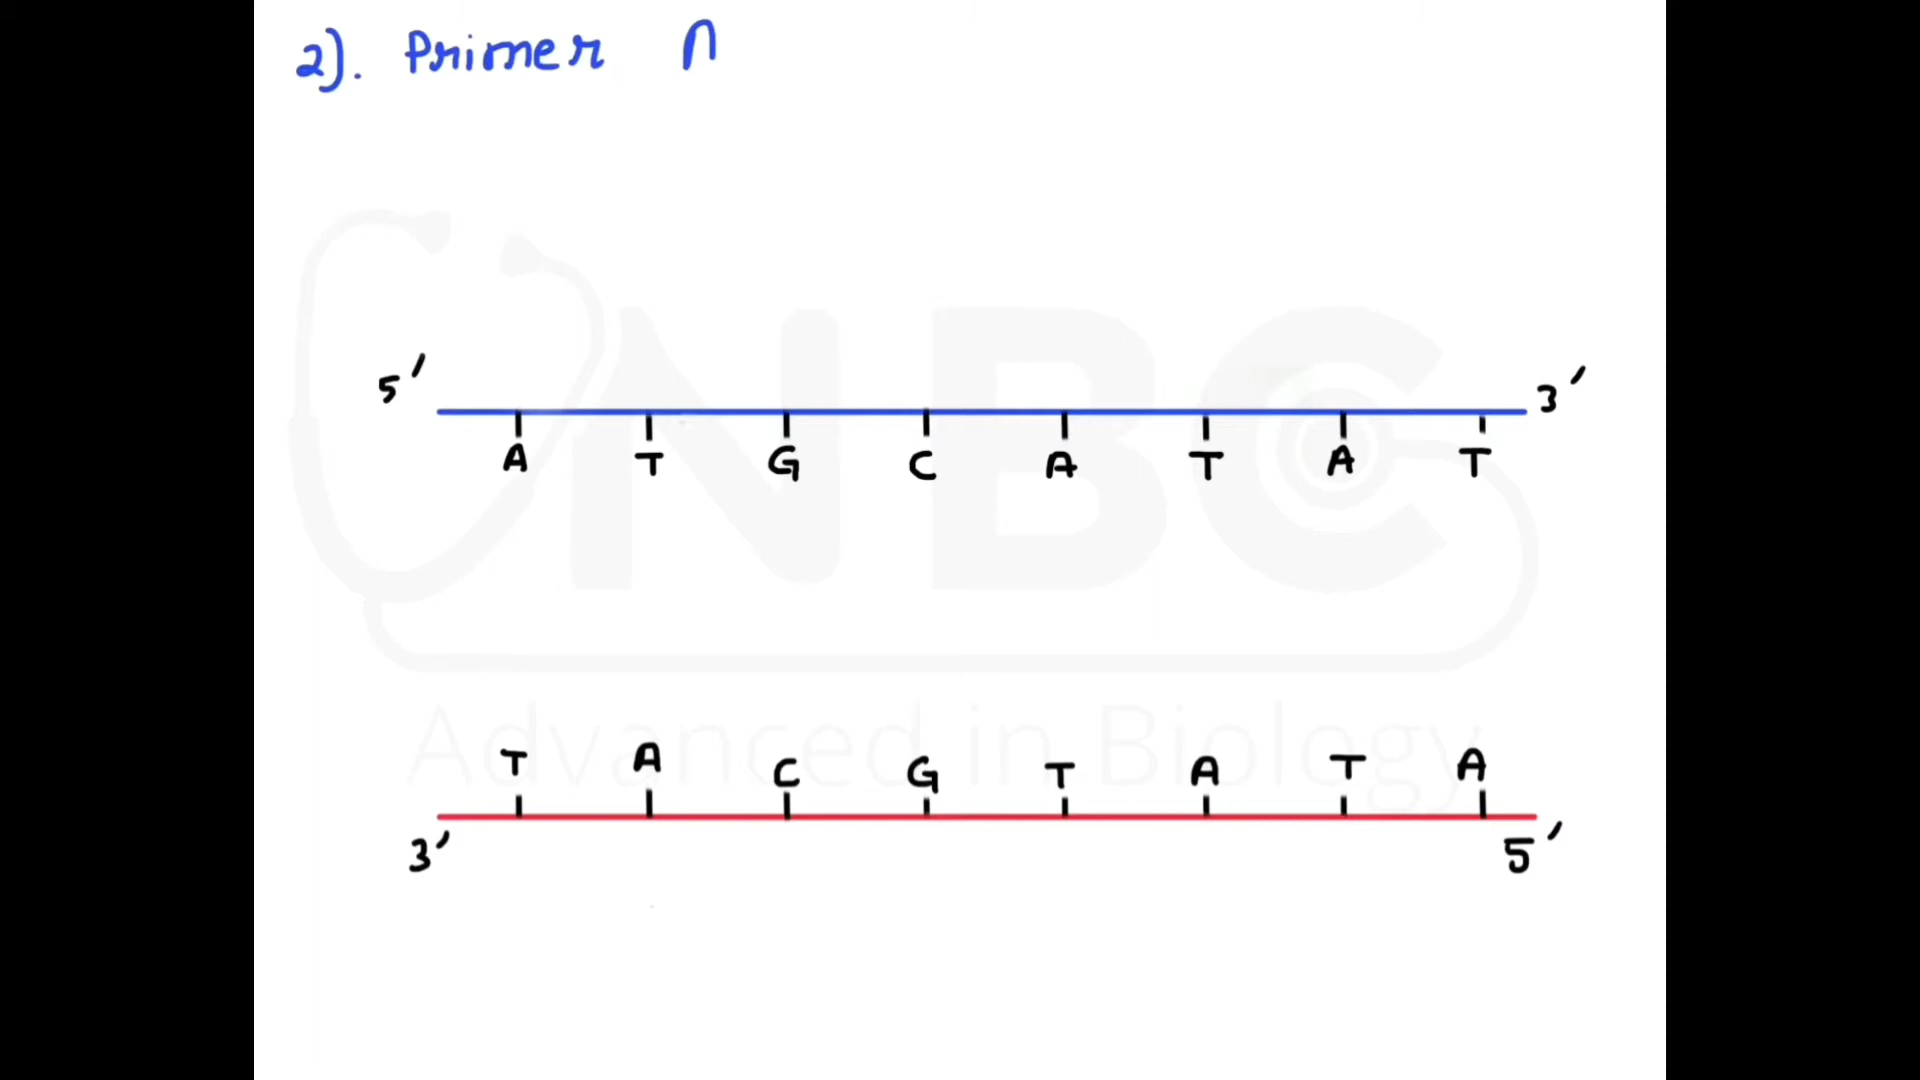 2). Primer
5′ 3′
A T G C A T A T
NBC
Advanced in Biology
T A C G T A T A
3′ 5′